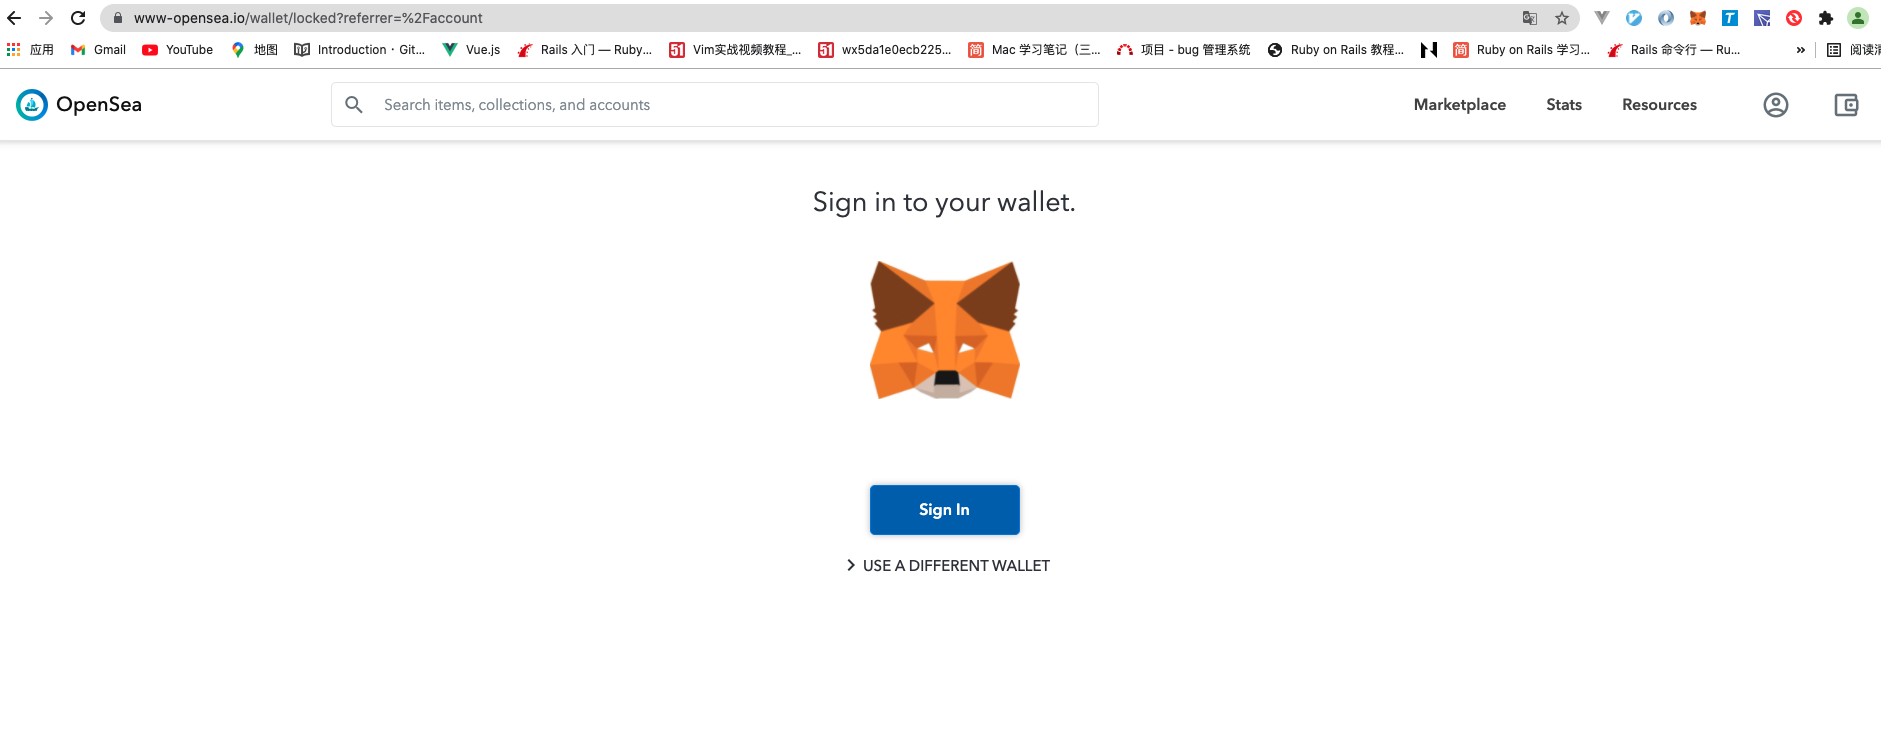 www-opensea.io/wallet/locked?referrer=%2Faccount
应用 Gmail YouTube 地图 Introduction · Git... Vue.js Rails 入门 — Ruby... 51 Vim实战视频教程_... 51 wx5da1e0ecb225... 简 Mac 学习笔记（三... 项目 - bug 管理系统 Ruby on Rails 教程... 简 Ruby on Rails 学习... Rails 命令行 — Ru... » 阅读清
OpenSea Search items, collections, and accounts Marketplace Stats Resources
Sign in to your wallet.
Sign In
USE A DIFFERENT WALLET